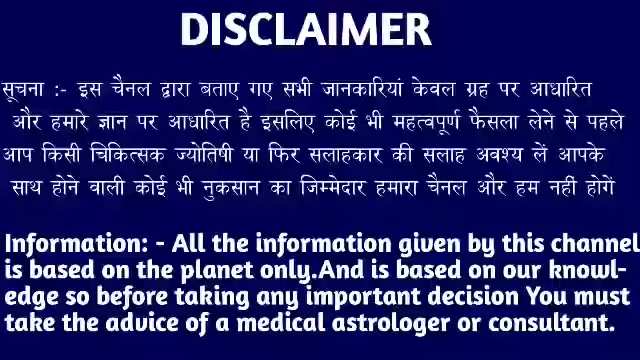 DISCLAIMER
सूचना :- इस चैनल द्वारा बताए गए सभी जानकारियां केवल ग्रह पर आधारित
और हमारे ज्ञान पर आधारित है इसलिए कोई भी महत्वपूर्ण फैसला लेने से पहले
आप किसी चिकित्सक ज्योतिषी या फिर सलाहकार की सलाह अवश्य लें आपके
साथ होने वाली कोई भी नुकसान का जिम्मेदार हमारा चैनल और हम नहीं होगें
Information: - All the information given by this channel
is based on the planet only.And is based on our knowl-
edge so before taking any important decision You must
take the advice of a medical astrologer or consultant.